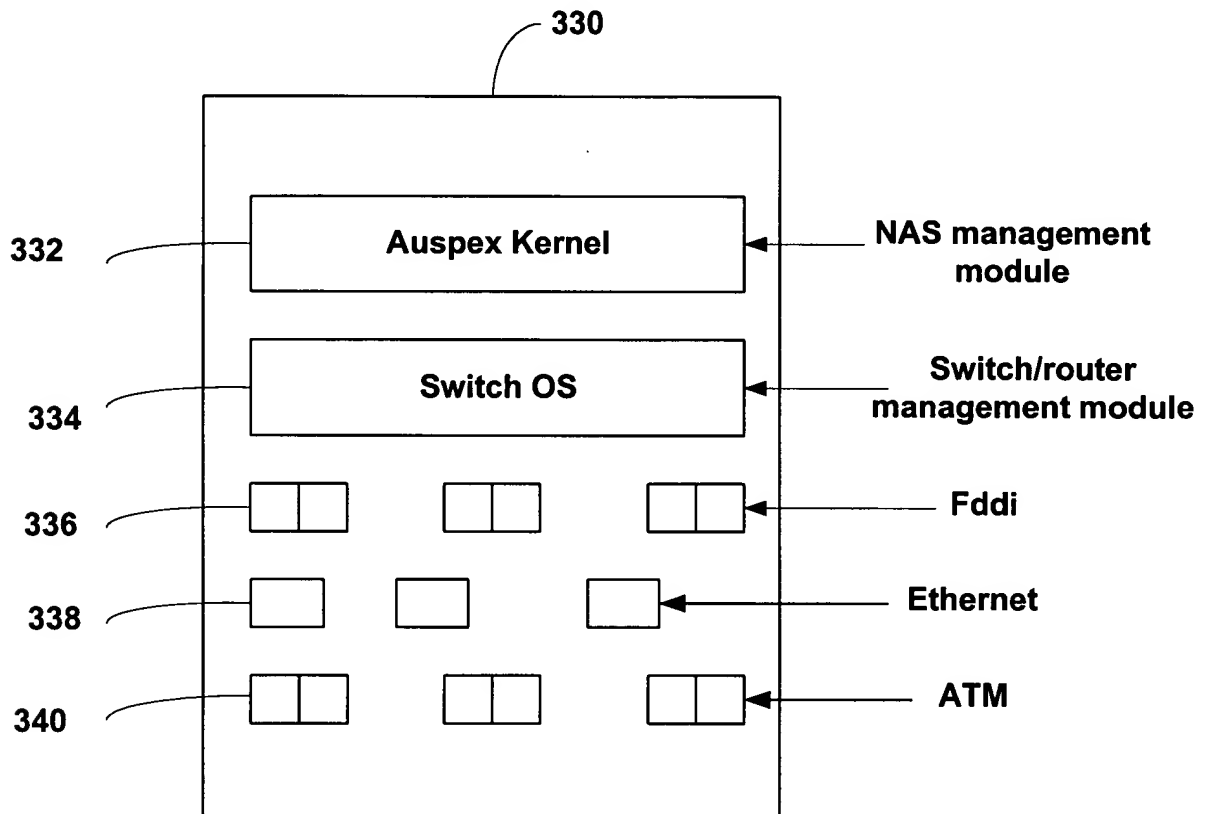 330
332
Auspex Kernel
NAS management
module
334
Switch OS
Switch/router
management module
336
Fddi
338
Ethernet
340
ATM